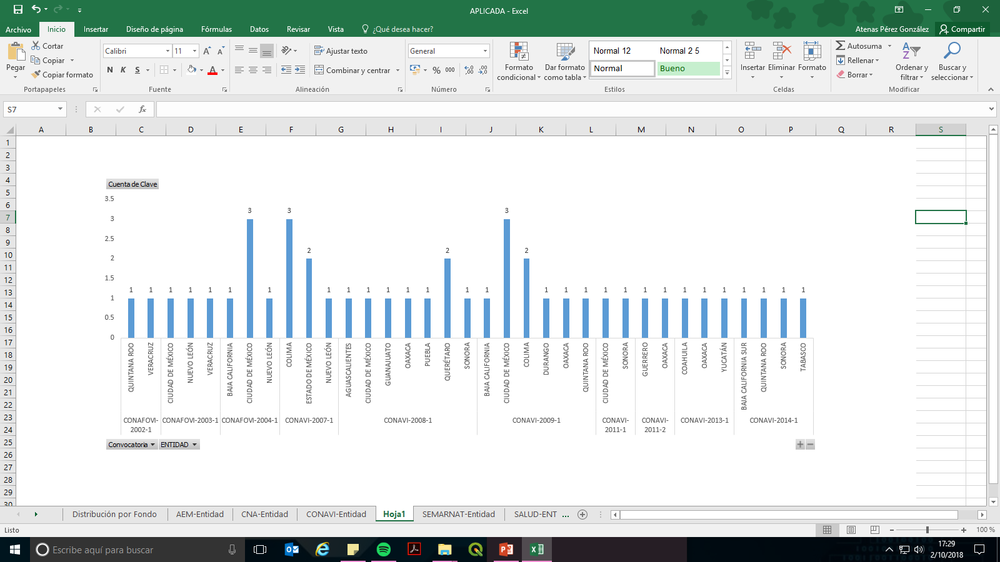 APLICADA - Excel
Archivo Inicio Insertar Diseño de página Fórmulas Datos Revisar Vista ¿Qué desea hacer? Atenas Pérez González Compartir
Pegar
Cortar
Copiar
Copiar formato
Portapapeles
Calibri 11
N K S
Fuente
Ajustar texto
Combinar y centrar
Alineación
General
% 000
Número
Formato condicional
Dar formato como tabla
Normal 12 Normal 2 5
Normal Bueno
Estilos
Insertar Eliminar Formato
Celdas
Autosuma
Rellenar
Borrar
Ordenar y filtrar
Buscar y seleccionar
Modificar
S7 fx
A B C D E F G H I J K L M N O P Q R S
1
2
3
4
5
6
7
8
9
10
11
12
13
14
15
16
17
18
19
20
21
22
23
24
25
26
27
28
29
30
Cuenta de Clave
3.5
3
2.5
2
1.5
1
0.5
0
1 1 1 1 1 1 3 1 3 2 1 1 1 1 1 1 2 1 1 3 2 1 1 1 1 1 1 1 1 1 1 1 1 1 1
QUINTANA ROO
VERACRUZ
CIUDAD DE MÉXICO
NUEVO LEÓN
VERACRUZ
BAJA CALIFORNIA
CIUDAD DE MÉXICO
NUEVO LEÓN
COLIMA
ESTADO DE MÉXICO
NUEVO LEÓN
AGUASCALIENTES
CIUDAD DE MÉXICO
GUANAJUATO
OAXACA
PUEBLA
QUERÉTARO
SONORA
BAJA CALIFORNIA
CIUDAD DE MÉXICO
COLIMA
DURANGO
OAXACA
QUINTANA ROO
CIUDAD DE MÉXICO
SONORA
GUERRERO
OAXACA
COAHUILA
OAXACA
YUCATÁN
BAJA CALIFORNIA SUR
QUINTANA ROO
SONORA
TABASCO
CONAFOVI-2002-1
CONAFOVI-2003-1
CONAFOVI-2004-1
CONAVI-2007-1
CONAVI-2008-1
CONAVI-2009-1
CONAVI-2011-1
CONAVI-2011-2
CONAVI-2013-1
CONAVI-2014-1
Convocatoria ENTIDAD
Distribución por Fondo AEM-Entidad CNA-Entidad CONAVI-Entidad Hoja1 SEMARNAT-Entidad SALUD-ENT ...
Listo 100 %
Escribe aquí para buscar
17:29
2/10/2018